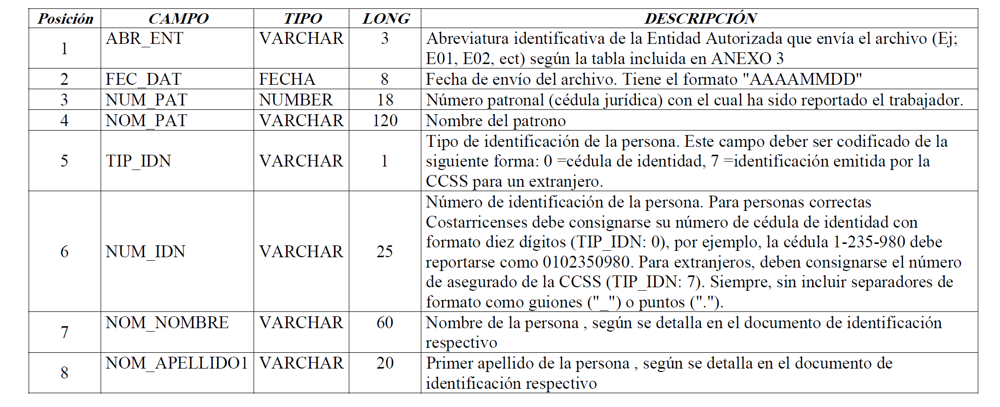 Posición CAMPO TIPO LONG DESCRIPCIÓN
1 ABR_ENT VARCHAR 3 Abreviatura identificativa de la Entidad Autorizada que envía el archivo (Ej;
E01, E02, ect) según la tabla incluida en ANEXO 3
2 FEC_DAT FECHA 8 Fecha de envío del archivo. Tiene el formato "AAAAMMDD"
3 NUM_PAT NUMBER 18 Número patronal (cédula jurídica) con el cual ha sido reportado el trabajador.
4 NOM_PAT VARCHAR 120 Nombre del patrono
5 TIP_IDN VARCHAR 1 Tipo de identificación de la persona. Este campo deber ser codificado de la
siguiente forma: 0 =cédula de identidad, 7 =identificación emitida por la
CCSS para un extranjero.
6 NUM_IDN VARCHAR 25 Número de identificación de la persona. Para personas correctas
Costarricenses debe consignarse su número de cédula de identidad con
formato diez dígitos (TIP_IDN: 0), por ejemplo, la cédula 1-235-980 debe
reportarse como 0102350980. Para extranjeros, deben consignarse el número
de asegurado de la CCSS (TIP_IDN: 7). Siempre, sin incluir separadores de
formato como guiones ("_") o puntos (".").
7 NOM_NOMBRE VARCHAR 60 Nombre de la persona , según se detalla en el documento de identificación
respectivo
8 NOM_APELLIDO1 VARCHAR 20 Primer apellido de la persona , según se detalla en el documento de
identificación respectivo